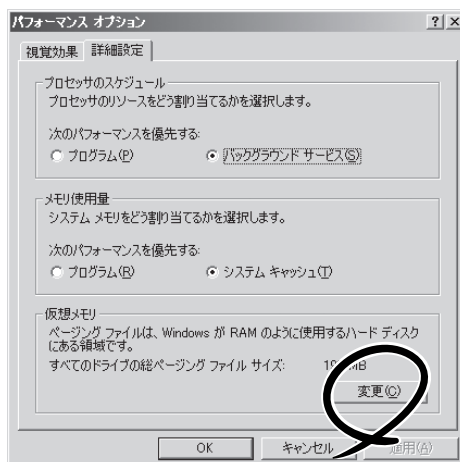 パフォーマンス オプション
視覚効果 詳細設定
プロセッサのスケジュール
プロセッサのリソースをどう割り当てるかを選択します。
次のパフォーマンスを優先する:
プログラム(P) バックグラウンド サービス(S)
メモリ使用量
システム メモリをどう割り当てるかを選択します。
次のパフォーマンスを優先する:
プログラム(R) システム キャッシュ(T)
仮想メモリ
ページング ファイルは、Windows が RAM のように使用するハード ディスク
にある領域です。
すべてのドライブの総ページング ファイル サイズ: MB
変更(C)
OK キャンセル 適用(A)